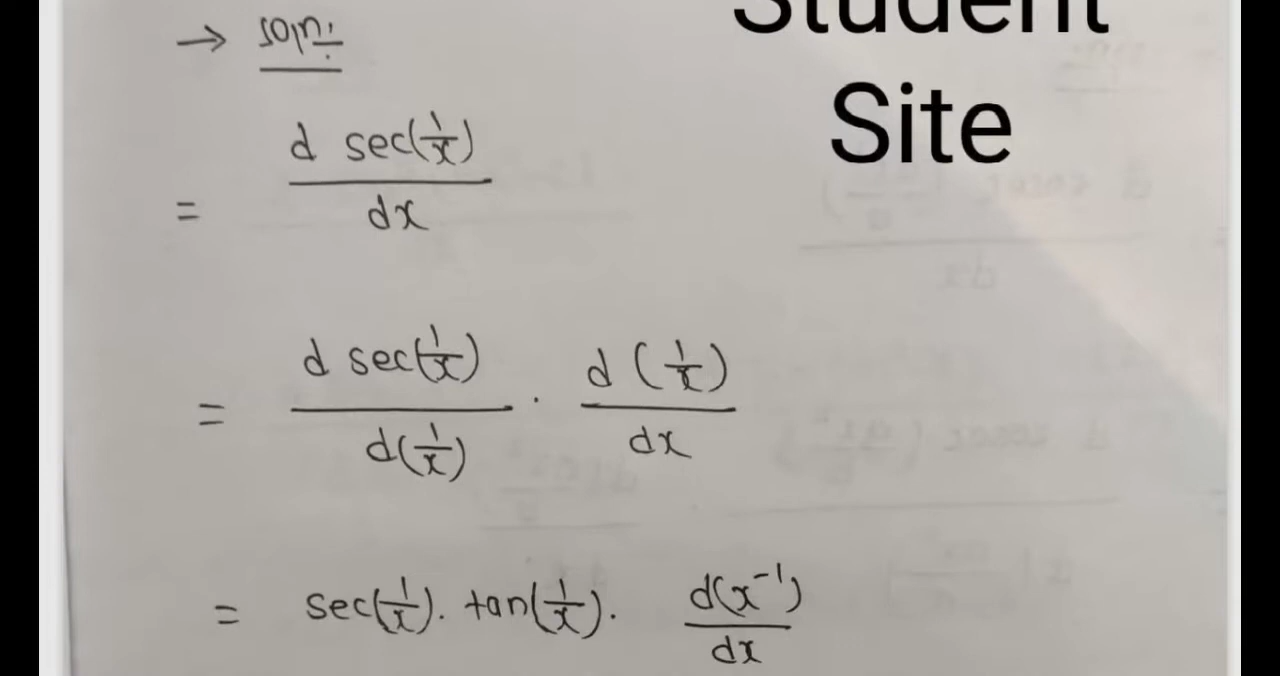 Student
Site
→ soln:
= d sec(1/x) / dx
= d sec(1/x) / d(1/x) · d(1/x) / dx
= sec(1/x). tan(1/x). d(x⁻¹) / dx